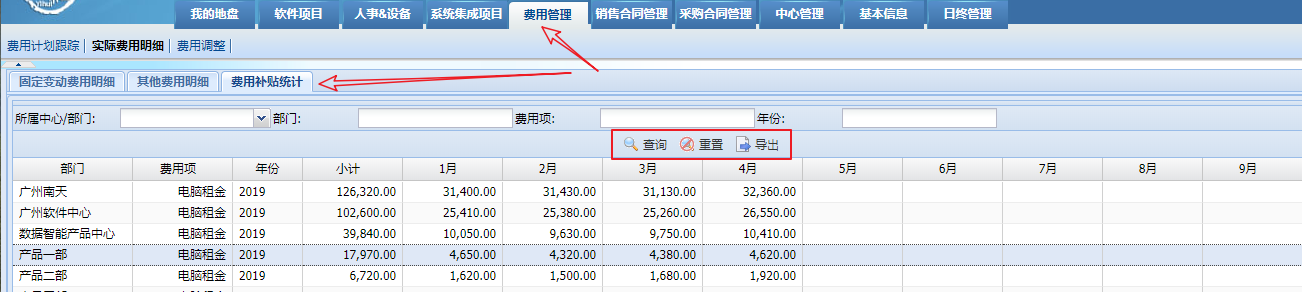 我的地盘 软件项目 人事&设备 系统集成项目 费用管理 销售合同管理 采购合同管理 中心管理 基本信息 日终管理
费用计划跟踪 实际费用明细 费用调整
固定变动费用明细 其他费用明细 费用补贴统计
所属中心/部门: 部门: 费用项: 年份:
查询 重置 导出
部门 费用项 年份 小计 1月 2月 3月 4月 5月 6月 7月 8月 9月
广州南天 电脑租金 2019 126,320.00 31,400.00 31,430.00 31,130.00 32,360.00
广州软件中心 电脑租金 2019 102,600.00 25,410.00 25,380.00 25,260.00 26,550.00
数据智能产品中心 电脑租金 2019 39,840.00 10,050.00 9,630.00 9,750.00 10,410.00
产品一部 电脑租金 2019 17,970.00 4,650.00 4,320.00 4,380.00 4,620.00
产品二部 电脑租金 2019 6,720.00 1,620.00 1,500.00 1,680.00 1,920.00